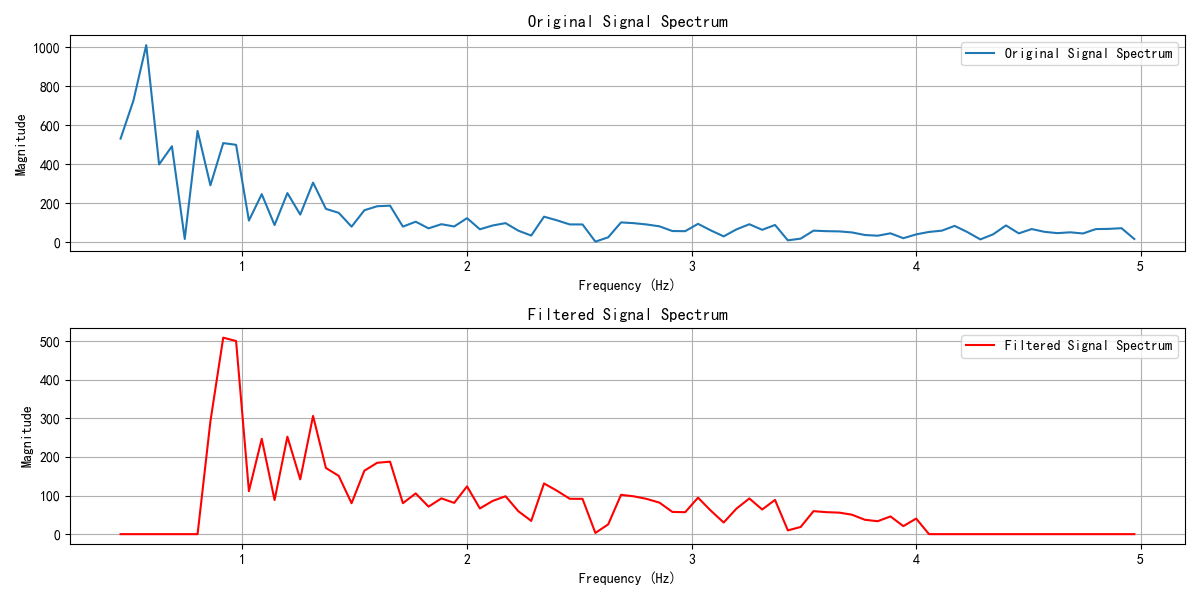 Original Signal Spectrum
Original Signal Spectrum
Magnitude
1000
800
600
400
200
0
1 2 3 4 5
Frequency (Hz)
Filtered Signal Spectrum
Filtered Signal Spectrum
Magnitude
500
400
300
200
100
0
1 2 3 4 5
Frequency (Hz)